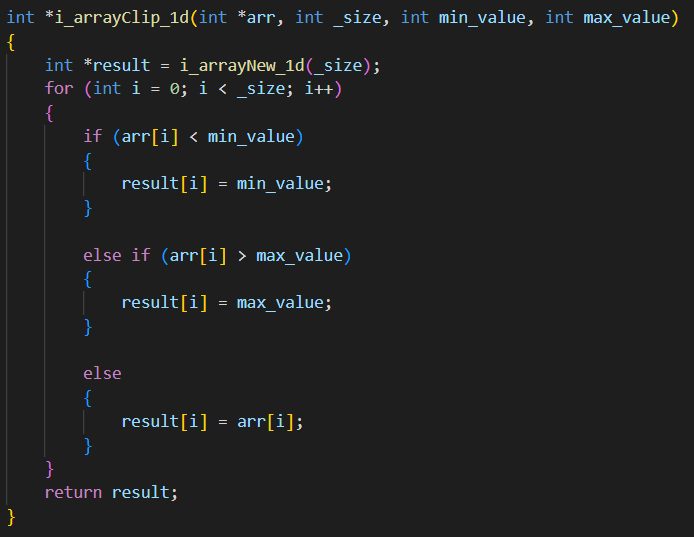 int *i_arrayClip_1d(int *arr, int _size, int min_value, int max_value)
{
    int *result = i_arrayNew_1d(_size);
    for (int i = 0; i < _size; i++)
    {
        if (arr[i] < min_value)
        {
            result[i] = min_value;
        }

        else if (arr[i] > max_value)
        {
            result[i] = max_value;
        }

        else
        {
            result[i] = arr[i];
        }
    }
    return result;
}